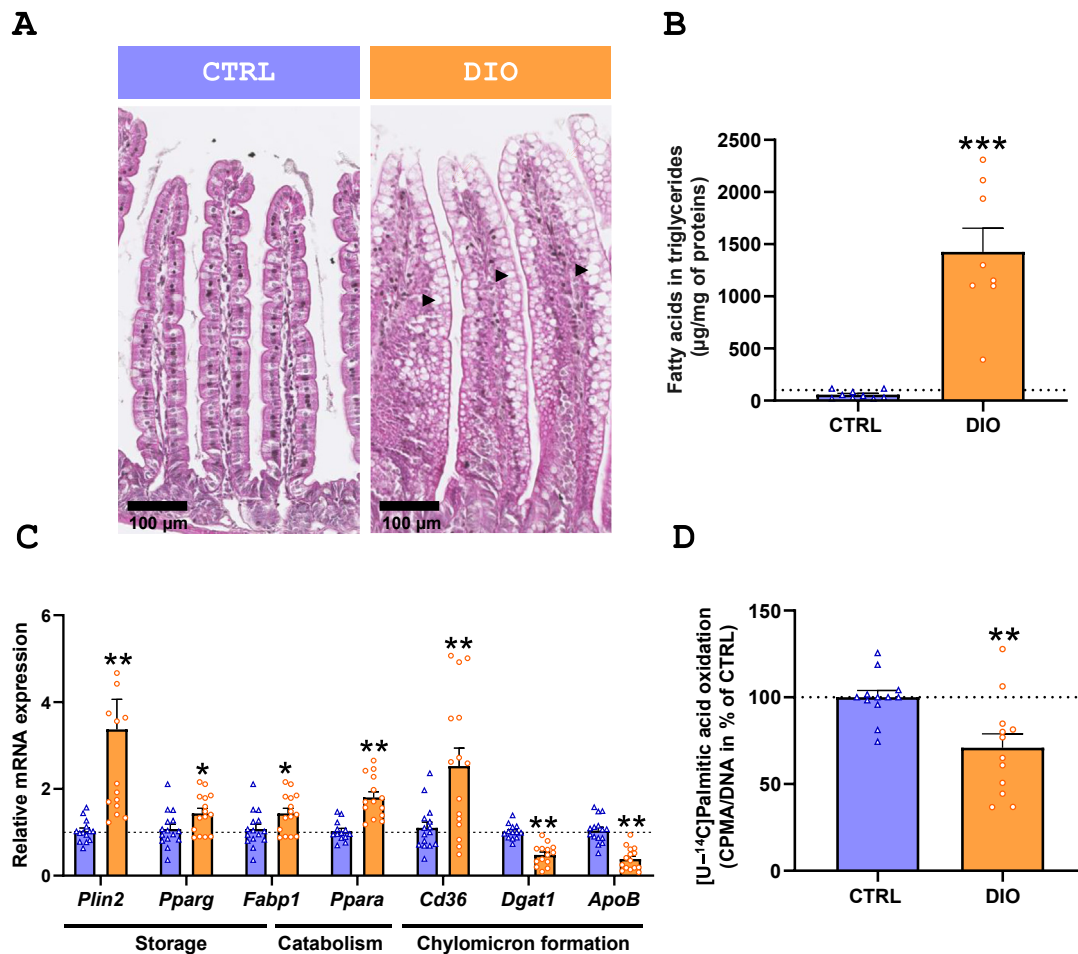 A
CTRL
DIO
100 µm
100 µm
B
Fatty acids in triglycerides
(µg/mg of proteins)
2500
2000
1500
1000
500
0
***
CTRL
DIO
C
Relative mRNA expression
6
4
2
0
**
*
*
**
**
**
**
Plin2
Pparg
Fabp1
Ppara
Cd36
Dgat1
ApoB
Storage
Catabolism
Chylomicron formation
D
[U–¹⁴C]Palmitic acid oxidation
(CPMA/DNA in % of CTRL)
150
100
50
0
**
CTRL
DIO